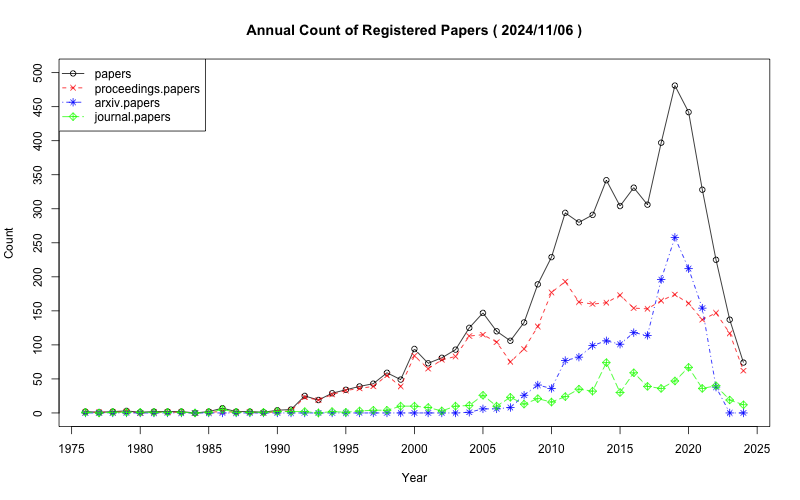 Annual Count of Registered Papers ( 2024/11/06 )
papers
proceedings.papers
arxiv.papers
journal.papers
Count
500
450
400
350
300
250
200
150
100
50
0
1975 1980 1985 1990 1995 2000 2005 2010 2015 2020 2025
Year